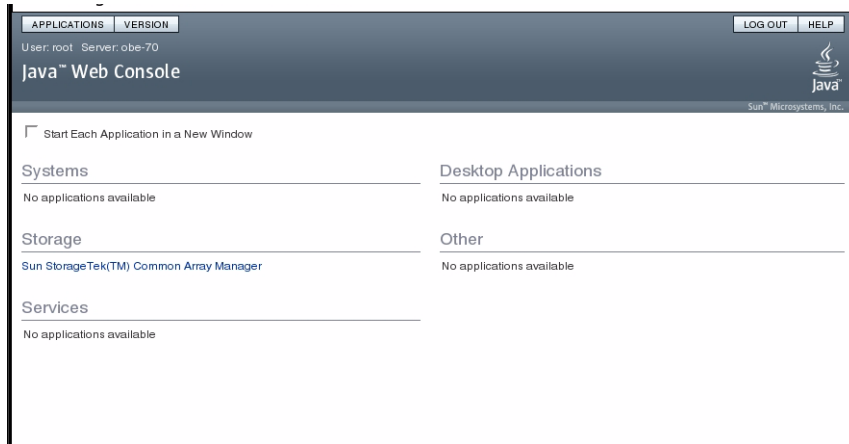 APPLICATIONS VERSION LOG OUT HELP
User: root Server: obe-70
Java™ Web Console
Java™
Sun™ Microsystems, Inc.
Start Each Application in a New Window
Systems
No applications available
Desktop Applications
No applications available
Storage
Sun StorageTek(TM) Common Array Manager
Other
No applications available
Services
No applications available